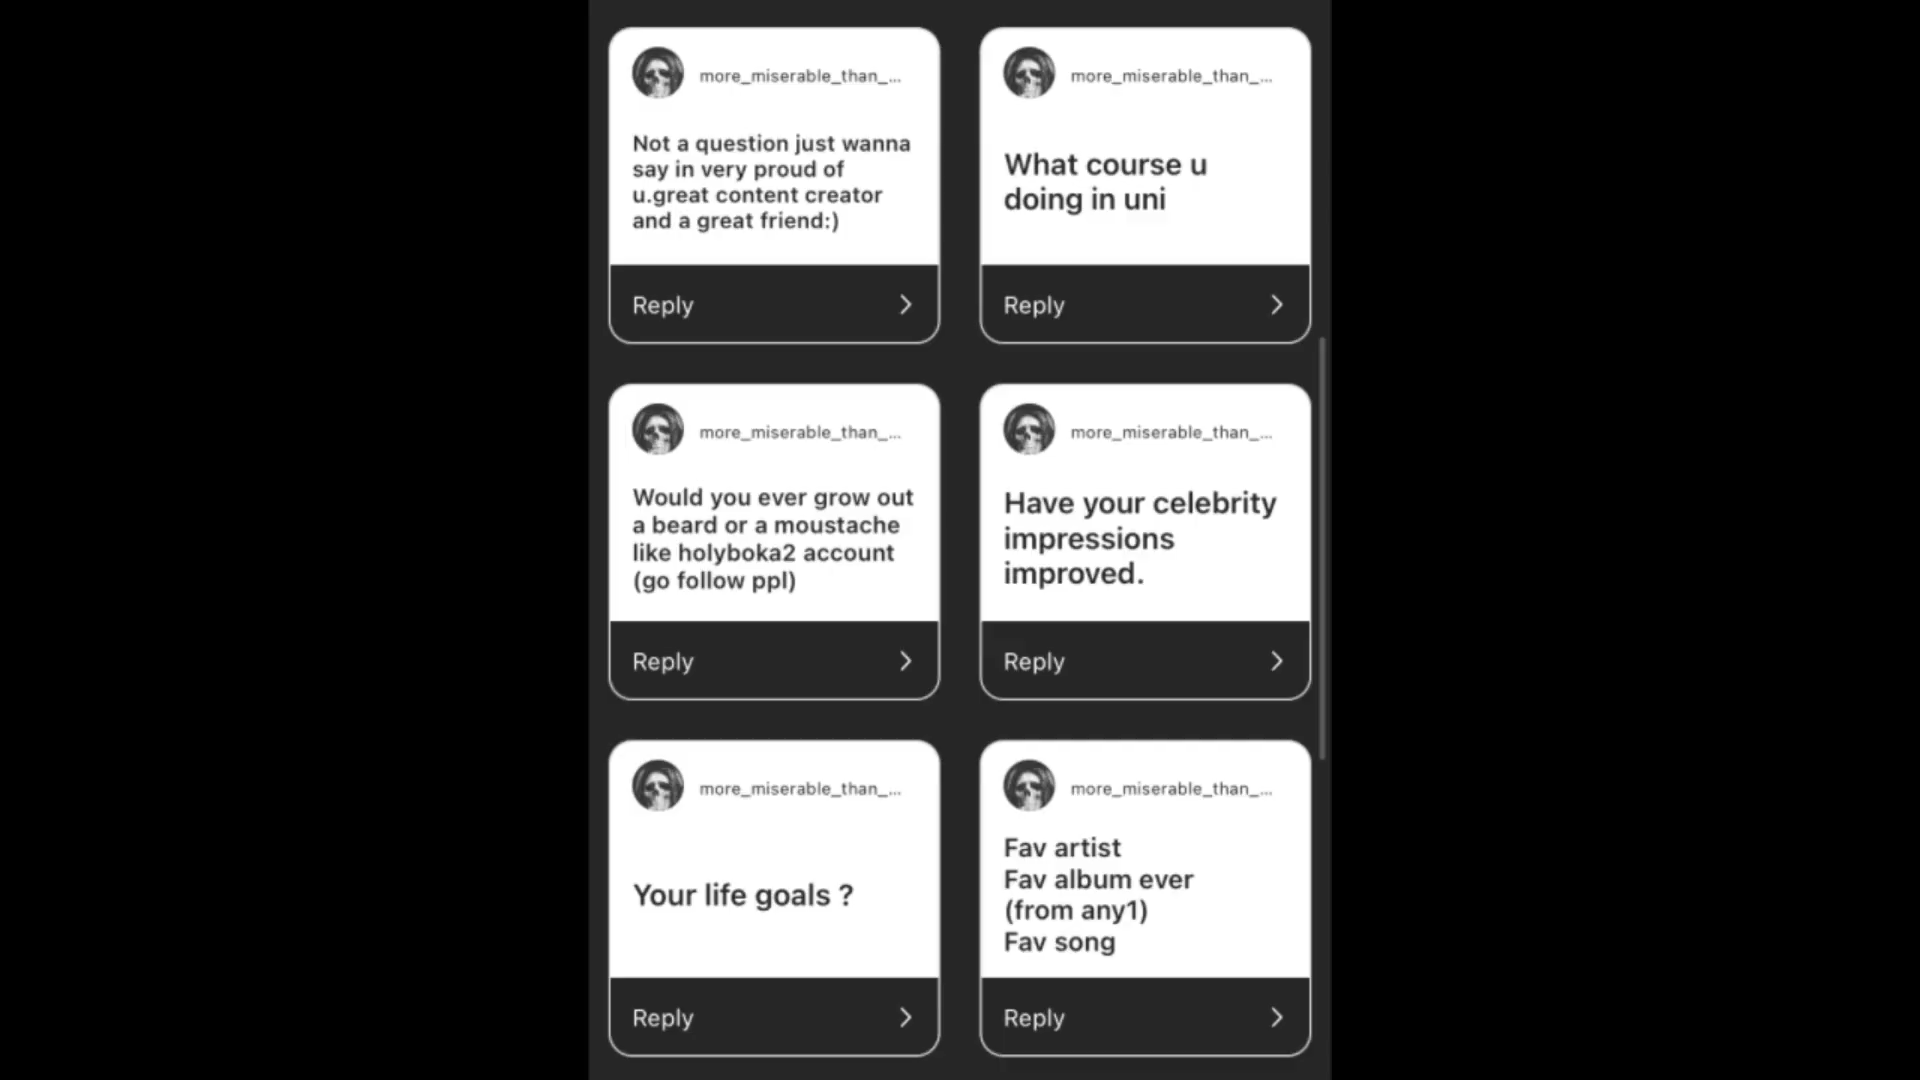 more_miserable_than_...
Not a question just wanna
say in very proud of
u.great content creator
and a great friend:)
Reply
more_miserable_than_...
What course u
doing in uni
Reply
more_miserable_than_...
Would you ever grow out
a beard or a moustache
like holyboka2 account
(go follow ppl)
Reply
more_miserable_than_...
Have your celebrity
impressions
improved.
Reply
more_miserable_than_...
Your life goals ?
Reply
more_miserable_than_...
Fav artist
Fav album ever
(from any1)
Fav song
Reply